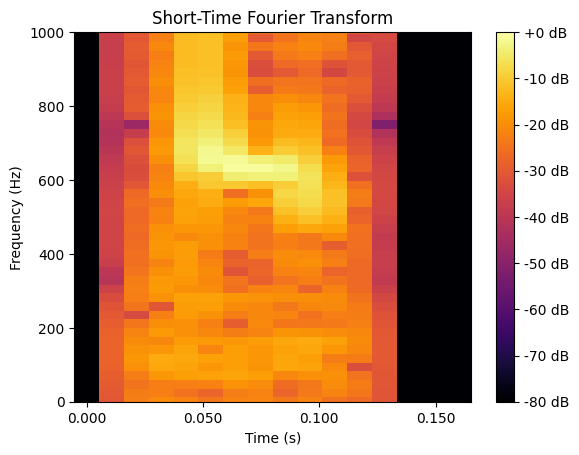 Short-Time Fourier Transform
1000
800
600
400
200
0
Frequency (Hz)
0.000
0.050
0.100
0.150
Time (s)
+0 dB
-10 dB
-20 dB
-30 dB
-40 dB
-50 dB
-60 dB
-70 dB
-80 dB